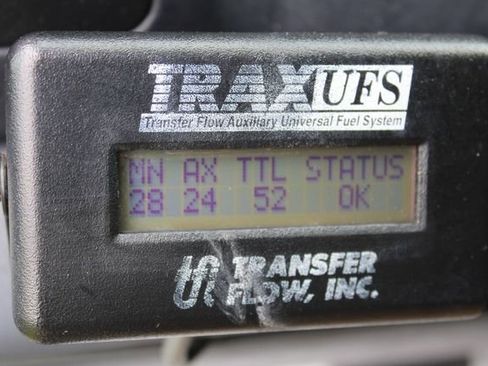 TRAX UFS
Transfer Flow Auxiliary Universal Fuel System
MN AX TTL STATUS
28 24 52 OK
tfi TRANSFER
FLOW, INC.